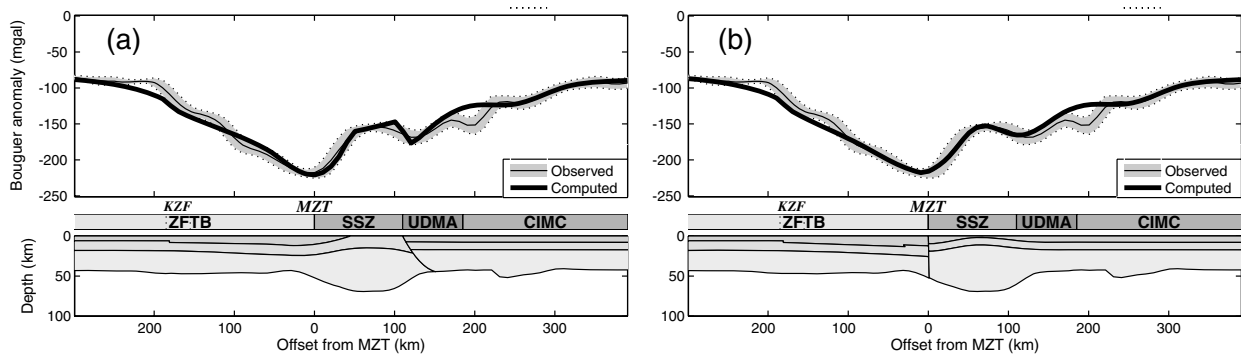 (a)
Bouguer anomaly (mgal)
0
-50
-100
-150
-200
-250
Observed
Computed
KZF
MZT
ZFTB
SSZ
UDMA
CIMC
Depth (km)
0
50
100
200
100
0
100
200
300
Offset from MZT (km)
(b)
0
-50
-100
-150
-200
-250
Observed
Computed
KZF
MZT
ZFTB
SSZ
UDMA
CIMC
0
50
100
200
100
0
100
200
300
Offset from MZT (km)